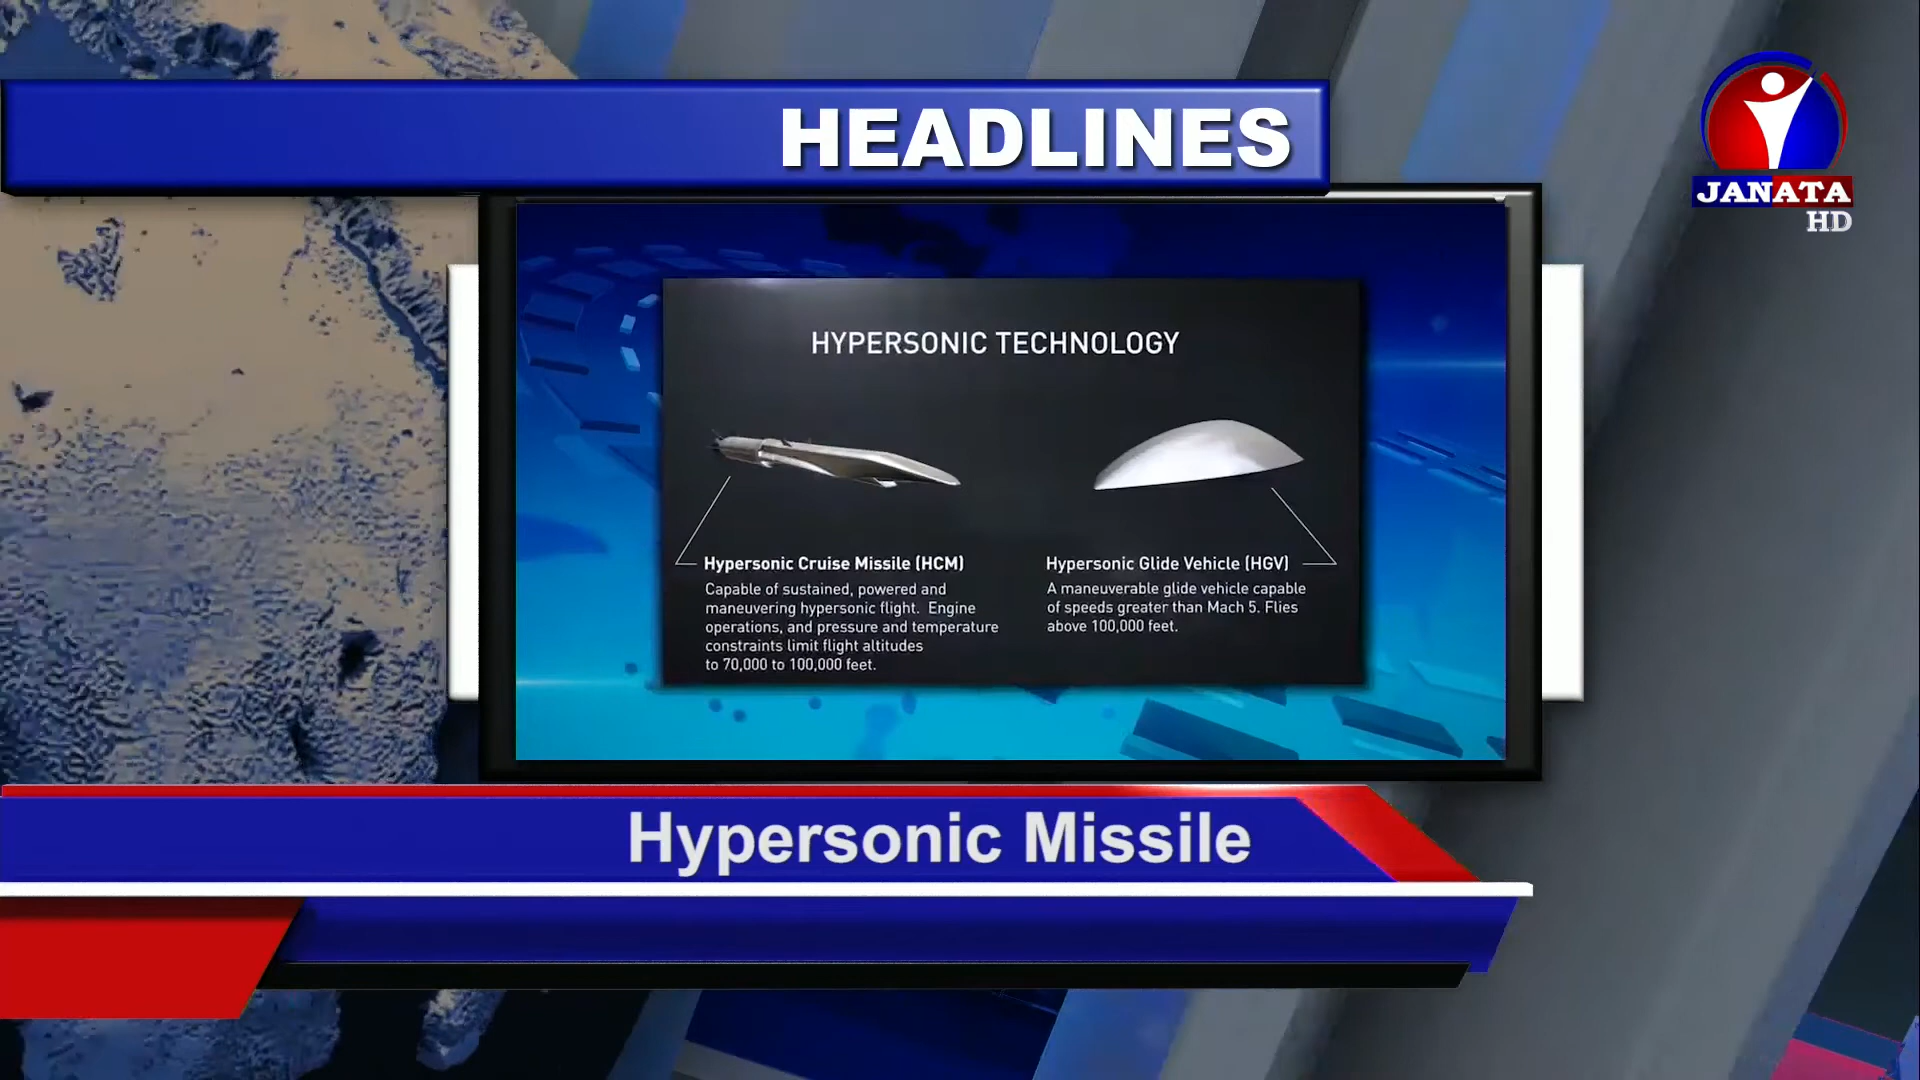 HEADLINES
JANATA
HD
HYPERSONIC TECHNOLOGY
Hypersonic Cruise Missile (HCM)
Capable of sustained, powered and
maneuvering hypersonic flight. Engine
operations, and pressure and temperature
constraints limit flight altitudes
to 70,000 to 100,000 feet.
Hypersonic Glide Vehicle (HGV)
A maneuverable glide vehicle capable
of speeds greater than Mach 5. Flies
above 100,000 feet.
Hypersonic Missile